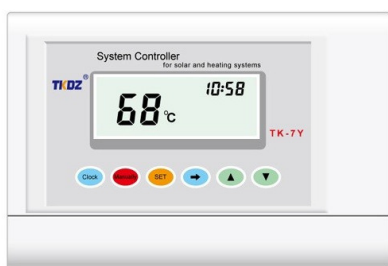 System Controller
for solar and heating systems
TKDZ®
10:58
68°C
TK-7Y
Clock
SET